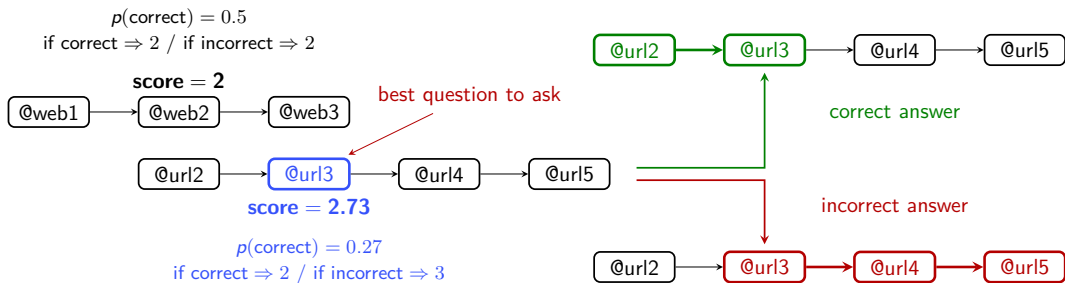 p(correct) = 0.5
if correct ⇒ 2 / if incorrect ⇒ 2
score = 2
@web1 @web2 @web3
best question to ask
@url2 @url3 @url4 @url5
score = 2.73
p(correct) = 0.27
if correct ⇒ 2 / if incorrect ⇒ 3
@url2 @url3 @url4 @url5
correct answer
incorrect answer
@url2 @url3 @url4 @url5